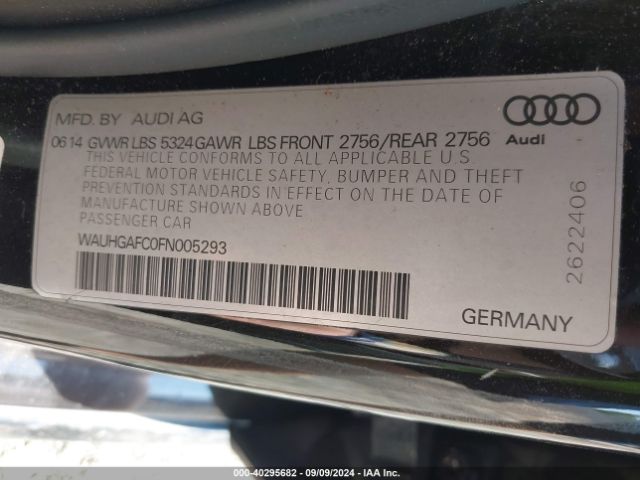 MFD. BY AUDI AG
06 14 GVWR LBS 5324 GAWR LBS FRONT 2756/REAR 2756
THIS VEHICLE CONFORMS TO ALL APPLICABLE U.S
FEDERAL MOTOR VEHICLE SAFETY, BUMPER AND THEFT
PREVENTION STANDARDS IN EFFECT ON THE DATE OF
MANUFACTURE SHOWN ABOVE
PASSENGER CAR
WAUHGAFC0FN005293
Audi
2622406
GERMANY
000-40295682 - 09/09/2024 - IAA Inc.